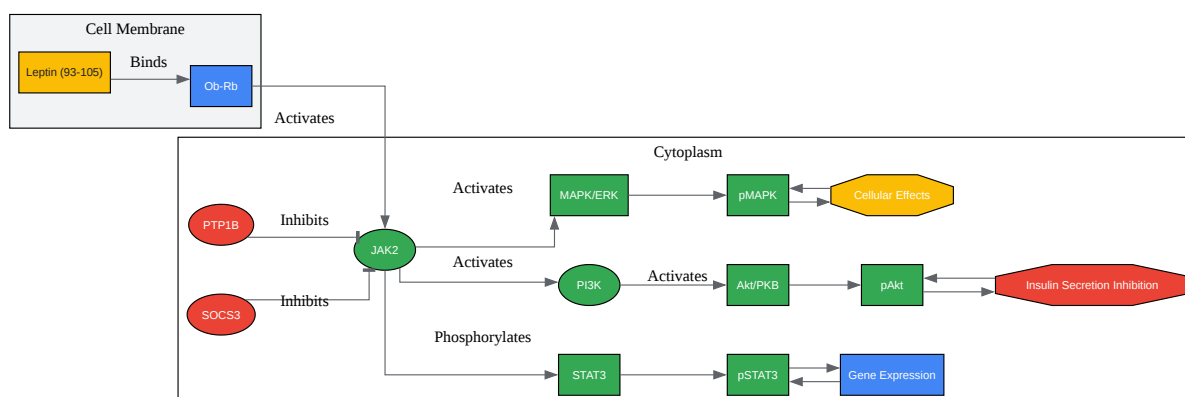 Cell Membrane
Leptin (93-105)
Binds
Ob-Rb
Activates
Cytoplasm
Activates
MAPK/ERK
pMAPK
Cellular Effects
PTP1B
Inhibits
JAK2
Activates
PI3K
Activates
Akt/PKB
pAkt
Insulin Secretion Inhibition
SOCS3
Inhibits
Phosphorylates
STAT3
pSTAT3
Gene Expression